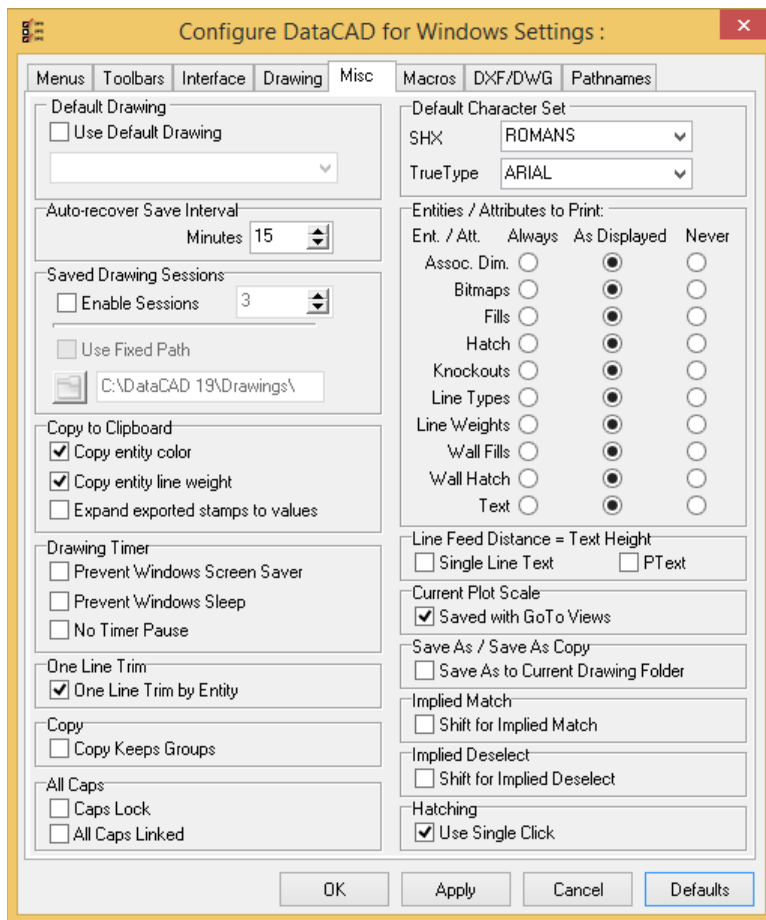 Configure DataCAD for Windows Settings :
Menus Toolbars Interface Drawing Misc Macros DXF/DWG Pathnames
Default Drawing
Use Default Drawing
Auto-recover Save Interval
Minutes 15
Saved Drawing Sessions
Enable Sessions 3
Use Fixed Path
C:\DataCAD 19\Drawings\
Copy to Clipboard
Copy entity color
Copy entity line weight
Expand exported stamps to values
Drawing Timer
Prevent Windows Screen Saver
Prevent Windows Sleep
No Timer Pause
One Line Trim
One Line Trim by Entity
Copy
Copy Keeps Groups
All Caps
Caps Lock
All Caps Linked
Default Character Set
SHX ROMANS
TrueType ARIAL
Entities / Attributes to Print:
Ent. / Att. Always As Displayed Never
Assoc. Dim.
Bitmaps
Fills
Hatch
Knockouts
Line Types
Line Weights
Wall Fills
Wall Hatch
Text
Line Feed Distance = Text Height
Single Line Text PText
Current Plot Scale
Saved with GoTo Views
Save As / Save As Copy
Save As to Current Drawing Folder
Implied Match
Shift for Implied Match
Implied Deselect
Shift for Implied Deselect
Hatching
Use Single Click
OK Apply Cancel Defaults